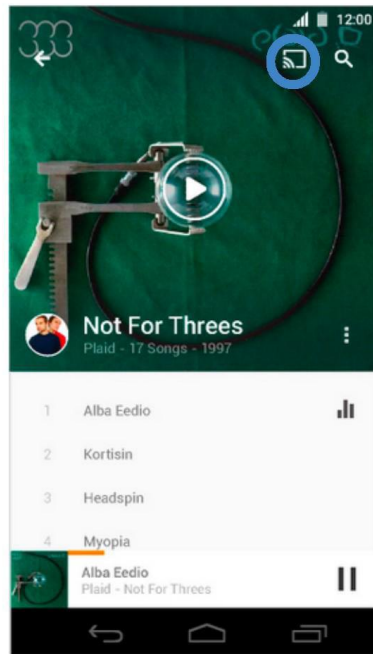 12:00
Not For Threes
Plaid - 17 Songs - 1997
1 Alba Eedio
2 Kortisin
3 Headspin
4 Myopia
Alba Eedio
Plaid - Not For Threes